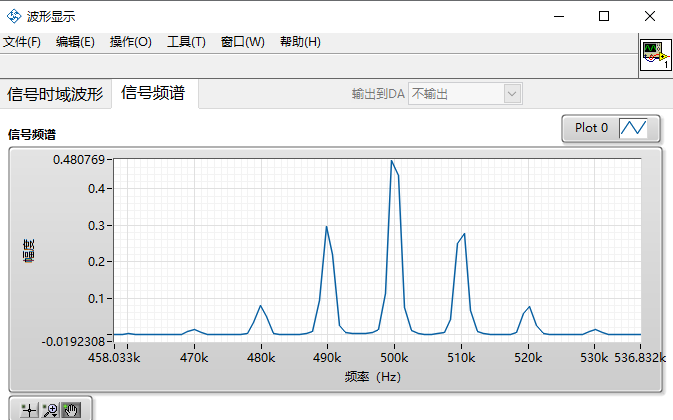 波形显示
文件(F) 编辑(E) 操作(O) 工具(T) 窗口(W) 帮助(H)
1
信号时域波形 信号频谱 输出到DA 不输出
信号频谱
Plot 0
0.480769
0.4
0.3
0.2
0.1
-0.0192308
幅度
458.033k 470k 480k 490k 500k 510k 520k 530k 536.832k
频率（Hz）